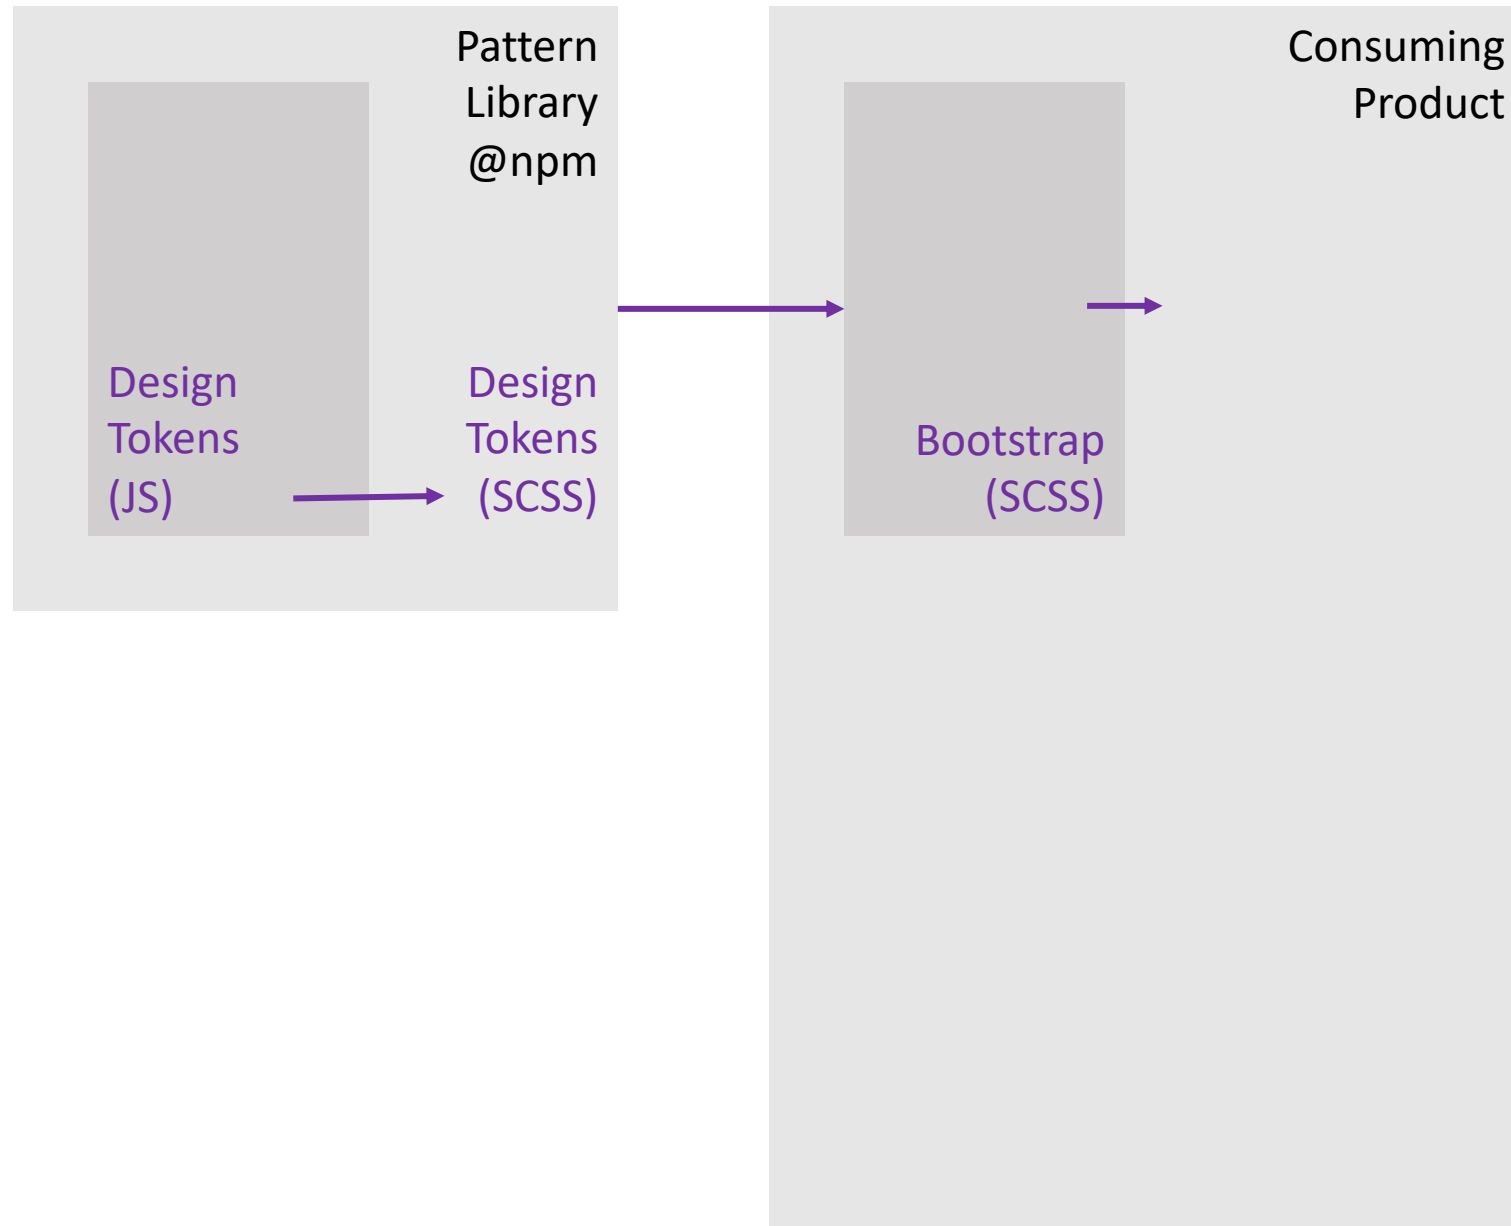 Pattern
Library
@npm
Design
Tokens
(JS)
Design
Tokens
(SCSS)
Consuming
Product
Bootstrap
(SCSS)